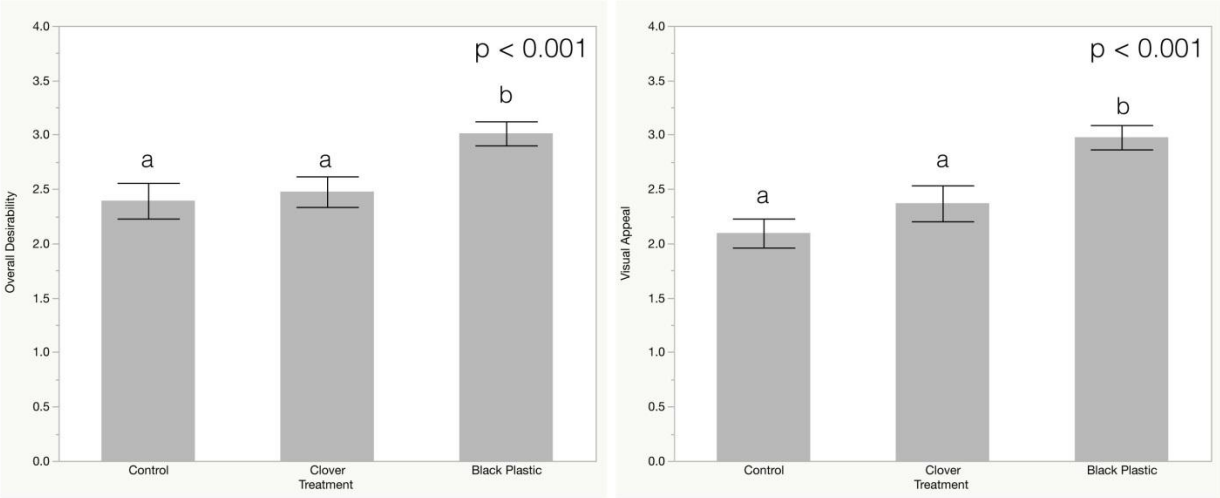 4.0
3.5
3.0
2.5
2.0
1.5
1.0
0.5
0.0
Overall Desirability
p < 0.001
a
a
b
Control
Clover
Black Plastic
Treatment
4.0
3.5
3.0
2.5
2.0
1.5
1.0
0.5
0.0
Visual Appeal
p < 0.001
a
a
b
Control
Clover
Black Plastic
Treatment